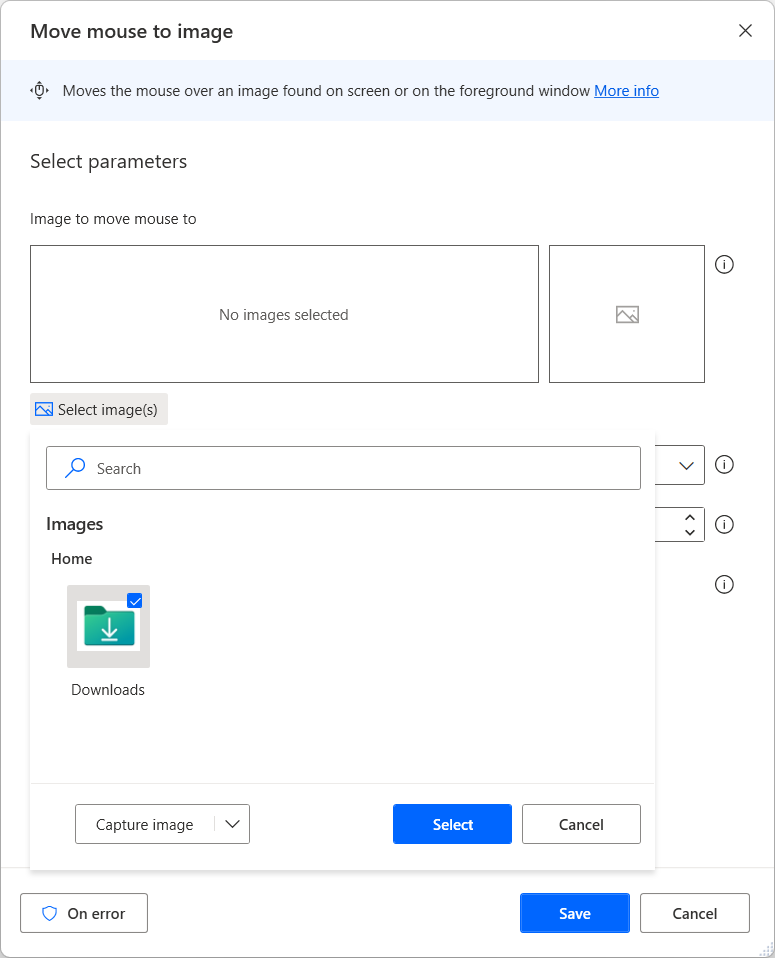 Move mouse to image
Moves the mouse over an image found on screen or on the foreground window More info
Select parameters
Image to move mouse to
No images selected
Select image(s)
Search
Images
Home
Downloads
Capture image
Select
Cancel
On error
Save
Cancel